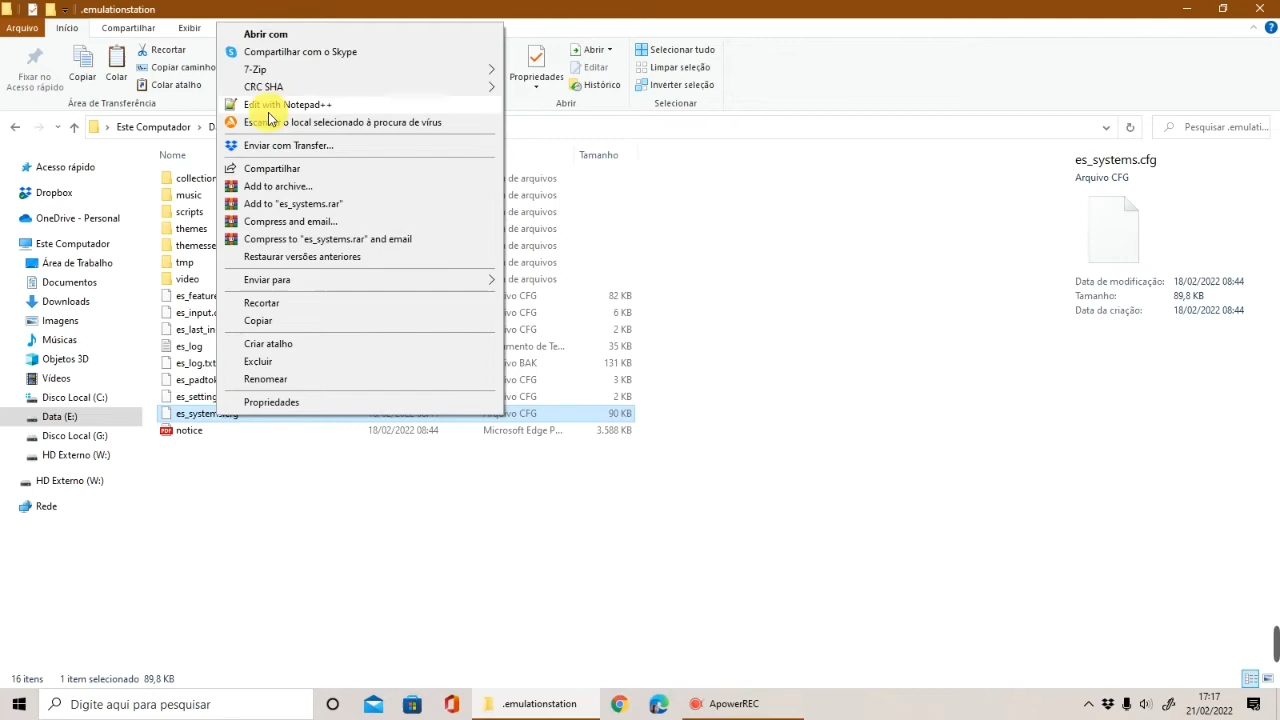 .emulationstation
Arquivo
Início
Compartilhar
Exibir
Fixar no
Acesso rápido
Copiar
Colar
Recortar
Copiar caminho
Colar atalho
Área de Transferência
Propriedades
Abrir
Editar
Histórico
Abrir
Selecionar tudo
Limpar seleção
Inverter seleção
Selecionar
Este Computador
Pesquisar .emulati...
Abrir com
Compartilhar com o Skype
7-Zip
CRC SHA
Edit with Notepad++
o local selecionado à procura de vírus
Enviar com Transfer...
Compartilhar
Add to archive...
Add to "es_systems.rar"
Compress and email...
Compress to "es_systems.rar" and email
Restaurar versões anteriores
Enviar para
Recortar
Copiar
Criar atalho
Excluir
Renomear
Propriedades
Acesso rápido
Dropbox
OneDrive - Personal
Este Computador
Área de Trabalho
Documentos
Downloads
Imagens
Músicas
Objetos 3D
Vídeos
Disco Local (C:)
Data (E:)
Disco Local (G:)
HD Externo (W:)
HD Externo (W:)
Rede
Nome
Tamanho
collection
de arquivos
music
de arquivos
scripts
de arquivos
themes
de arquivos
themesse
de arquivos
tmp
de arquivos
video
de arquivos
es_feature
CFG
82 KB
es_input.c
CFG
6 KB
es_last_in
CFG
2 KB
es_log
umento de Te...
35 KB
es_log.txt
BAK
131 KB
es_padtok
CFG
3 KB
es_setting
CFG
2 KB
es_systems.cfg
CFG
90 KB
notice
18/02/2022 08:44
Microsoft Edge P...
3.588 KB
es_systems.cfg
Arquivo CFG
Data de modificação: 18/02/2022 08:44
Tamanho: 89,8 KB
Data da criação: 18/02/2022 08:44
16 itens
1 item selecionado 89,8 KB
Digite aqui para pesquisar
.emulationstation
ApowerREC
17:17
21/02/2022